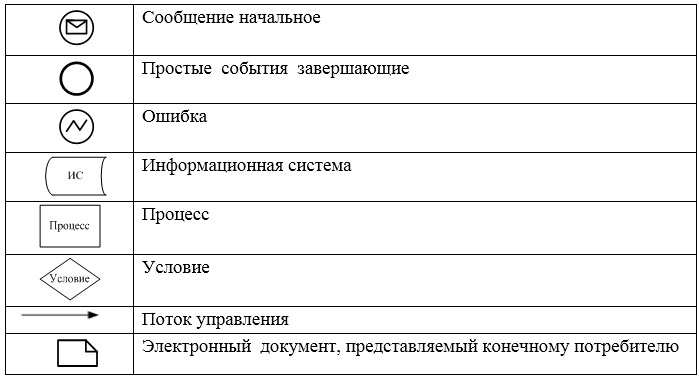 Сообщение начальное
Простые события завершающие
Ошибка
ИС
Информационная система
Процесс
Процесс
Условие
Условие
Поток управления
Электронный документ, представляемый конечному потребителю